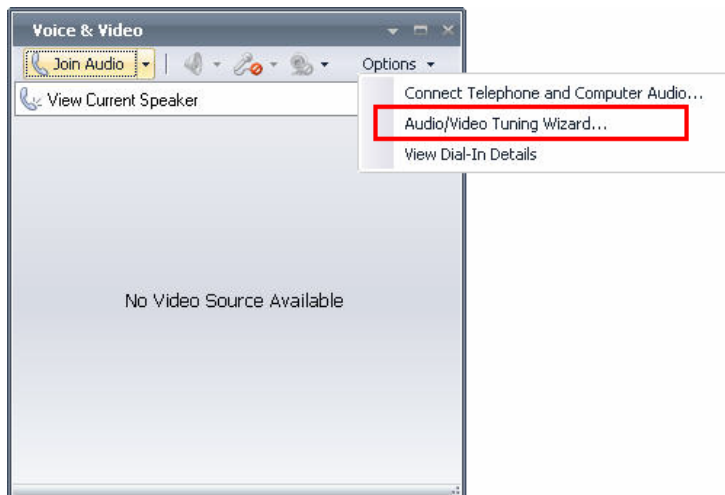 Voice & Video
Join Audio
Options
View Current Speaker
Connect Telephone and Computer Audio...
Audio/Video Tuning Wizard...
View Dial-In Details
No Video Source Available